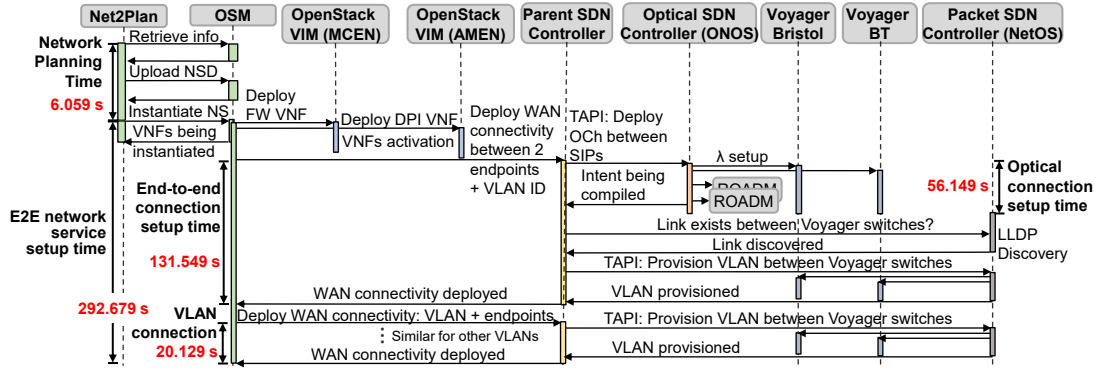 Net2Plan
OSM
OpenStack
VIM (MCEN)
OpenStack
VIM (AMEN)
Parent SDN
Controller
Optical SDN
Controller (ONOS)
Voyager
Bristol
Voyager
BT
Packet SDN
Controller (NetOS)
Network
Planning
Time
6.059 s
Retrieve info.
Upload NSD
Instantiate NS
VNFs being
instantiated
Deploy
FW VNF
Deploy DPI VNF
VNFs activation
Deploy WAN
connectivity
between 2
endpoints
+ VLAN ID
TAPI: Deploy
OCh between
SIPs
Intent being
compiled
λ setup
ROADM
ROADM
56.149 s
Optical
connection
setup time
E2E network
service
setup time
292.679 s
End-to-end
connection
setup time
131.549 s
Link exists between Voyager switches?
Link discovered
LLDP
Discovery
TAPI: Provision VLAN between Voyager switches
VLAN provisioned
WAN connectivity deployed
VLAN
connection
20.129 s
Deploy WAN connectivity: VLAN + endpoints
⋮ Similar for other VLANs
WAN connectivity deployed
TAPI: Provision VLAN between Voyager switches
VLAN provisioned